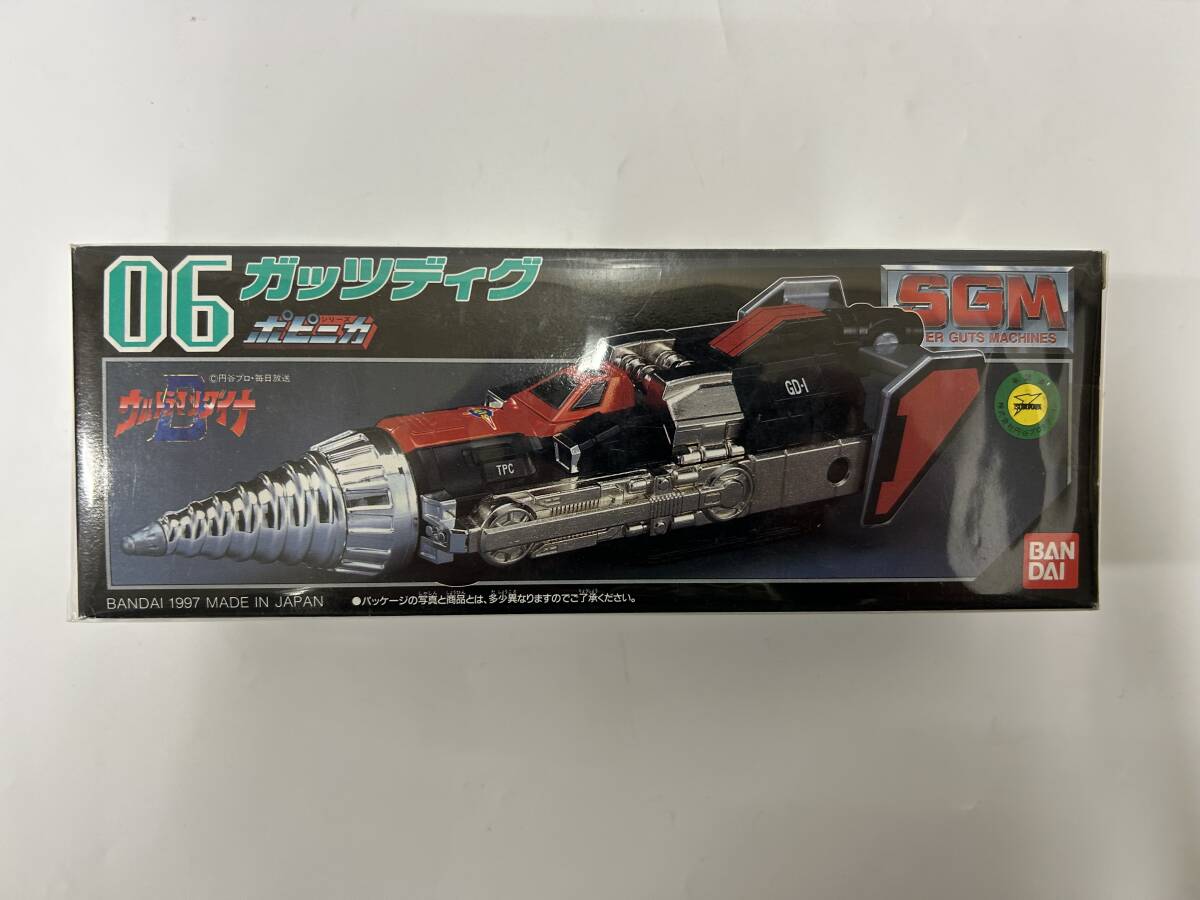 06
ガッツディグ
ポピニカ
シリーズ
©円谷プロ・毎日放送
ウルトラマンダイナ
SGM
ER GUTS MACHINES
GD-1
TPC
BAN
DAI
BANDAI 1997 MADE IN JAPAN
●パッケージの写真と商品とは、多少異なりますのでご了承ください。